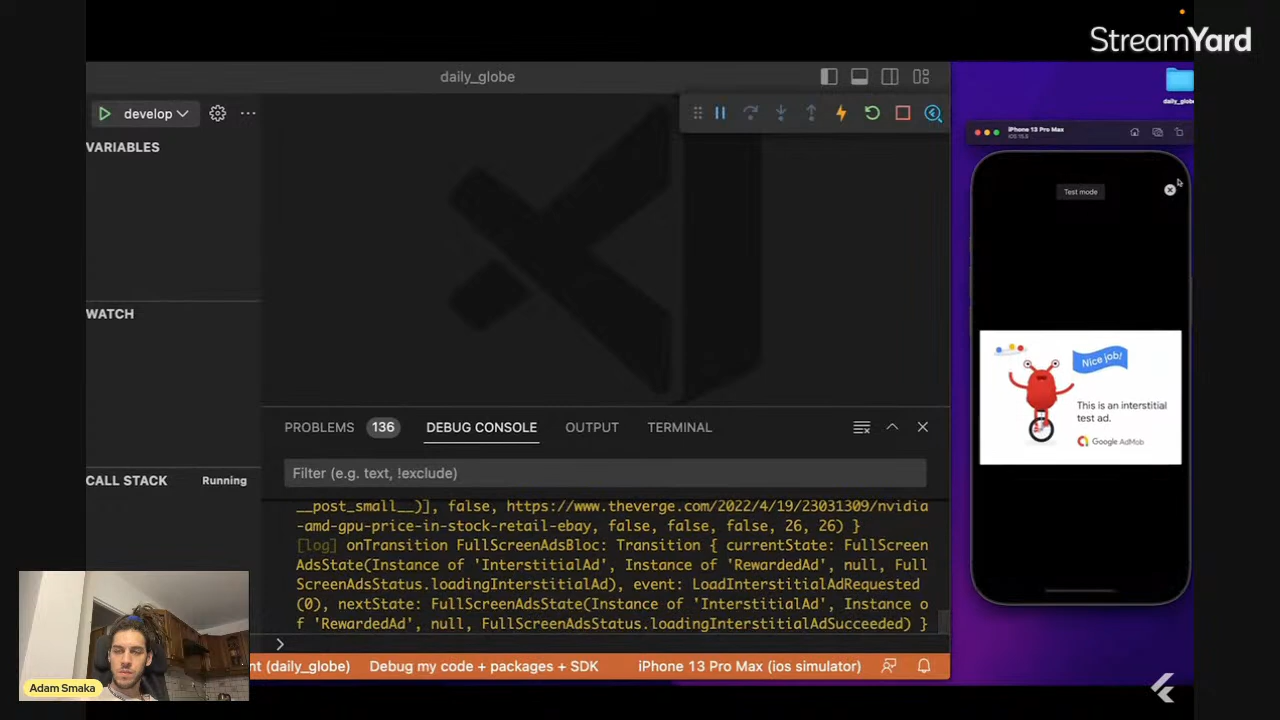 StreamYard
daily_globe
develop
VARIABLES
WATCH
CALL STACK
Running
PROBLEMS 136 DEBUG CONSOLE OUTPUT TERMINAL
Filter (e.g. text, !exclude)
__post_small__)], false, https://www.theverge.com/2022/4/19/23031309/nvidia
-amd-gpu-price-in-stock-retail-ebay, false, false, false, 26, 26) }
[log] onTransition FullScreenAdsBloc: Transition { currentState: FullScreen
AdsState(Instance of 'InterstitialAd', Instance of 'RewardedAd', null, Full
ScreenAdsStatus.loadingInterstitialAd), event: LoadInterstitialAdRequested
(0), nextState: FullScreenAdsState(Instance of 'InterstitialAd', Instance o
f 'RewardedAd', null, FullScreenAdsStatus.loadingInterstitialAdSucceeded) }
>
nt (daily_globe) Debug my code + packages + SDK iPhone 13 Pro Max (ios simulator)
daily_globe
iPhone 13 Pro Max
iOS 15.5
Test mode
Nice job!
This is an interstitial
test ad.
Google AdMob
Adam Smaka